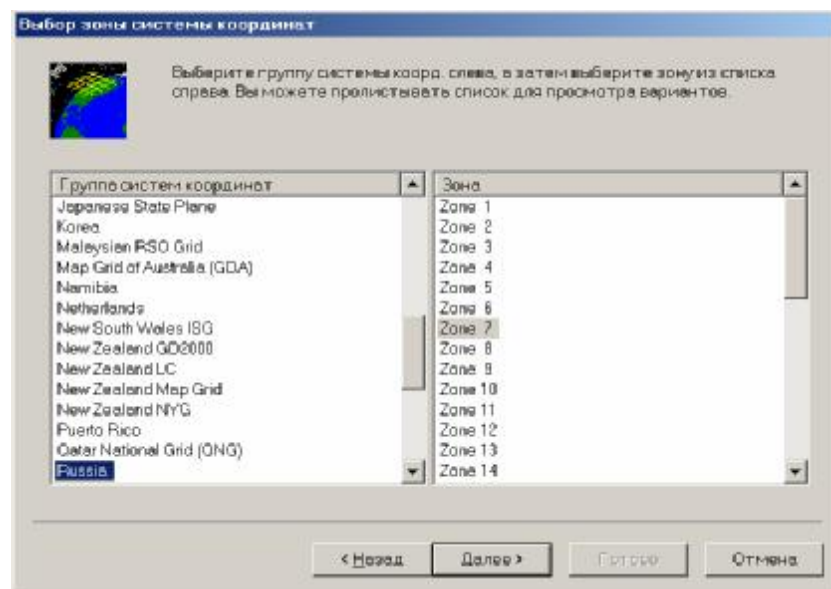 Выбор зоны системы координат
Выберите группу системы коорд. слева, а затем выберите зону из списка
справа. Вы можете пролистывать список для просмотра вариантов.
Группа систем координат
Japanese State Plane
Korea
Malaysian RSO Grid
Map Grid of Australia (GDA)
Namibia
Netherlands
New South Wales ISG
New Zealand GD2000
New Zealand LC
New Zealand Map Grid
New Zealand NYG
Puerto Rico
Qatar National Grid (QNG)
Russia
Зона
Zone 1
Zone 2
Zone 3
Zone 4
Zone 5
Zone 6
Zone 7
Zone 8
Zone 9
Zone 10
Zone 11
Zone 12
Zone 13
Zone 14
< Назад
Далее >
Готово
Отмена